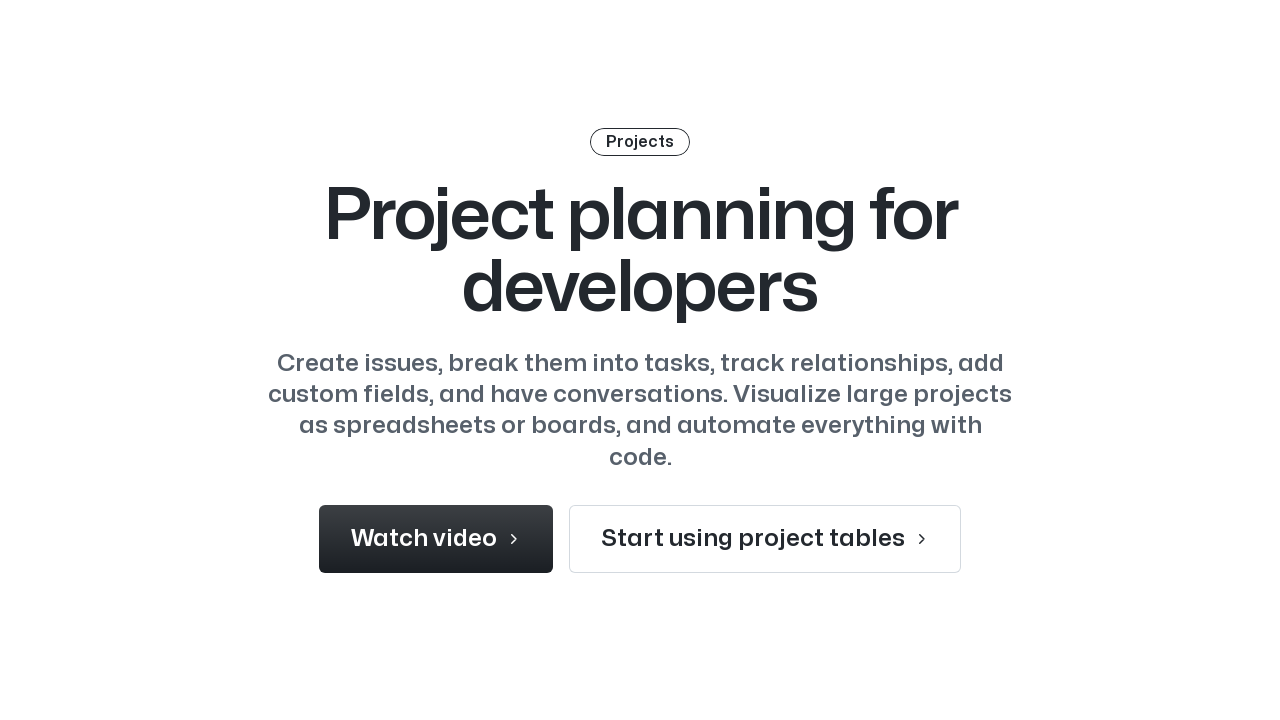 Projects
Project planning for
developers
Create issues, break them into tasks, track relationships, add
custom fields, and have conversations. Visualize large projects
as spreadsheets or boards, and automate everything with
code.
Watch video
Start using project tables